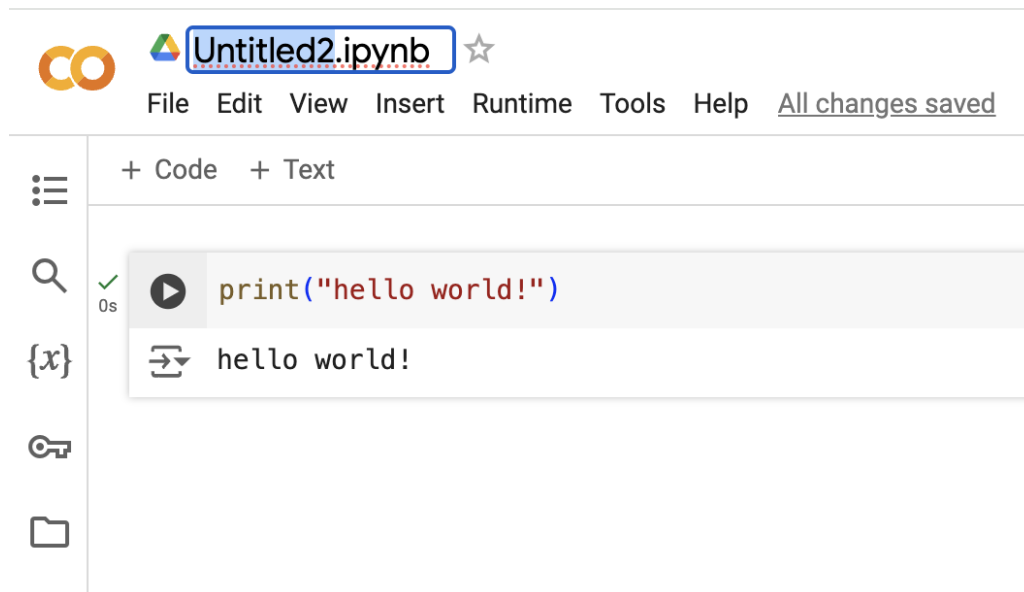 Untitled2.ipynb
File Edit View Insert Runtime Tools Help All changes saved
+ Code + Text
print("hello world!")
0s
{x}
hello world!